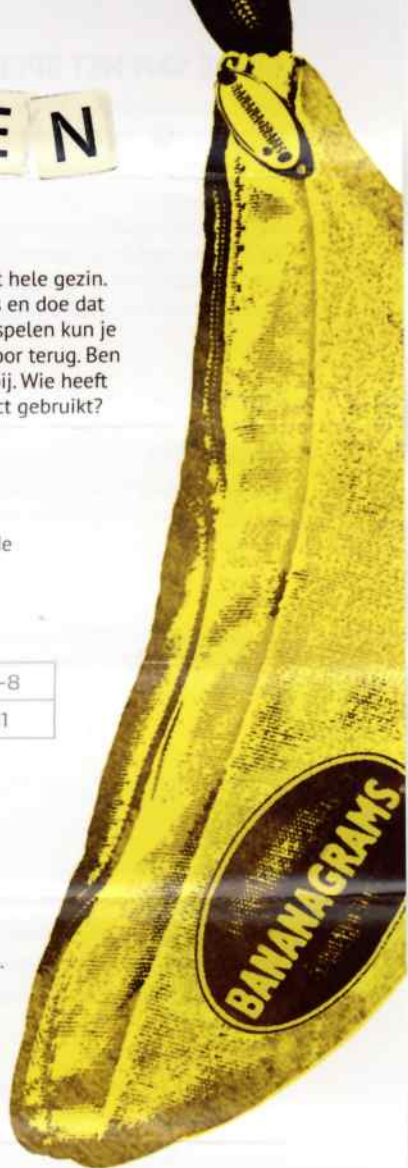 E N
t hele gezin.
s en doe dat
spelen kun je
oor terug. Ben
ij. Wie heeft
ct gebruikt?
de
-8
1
BANANAGRAMS